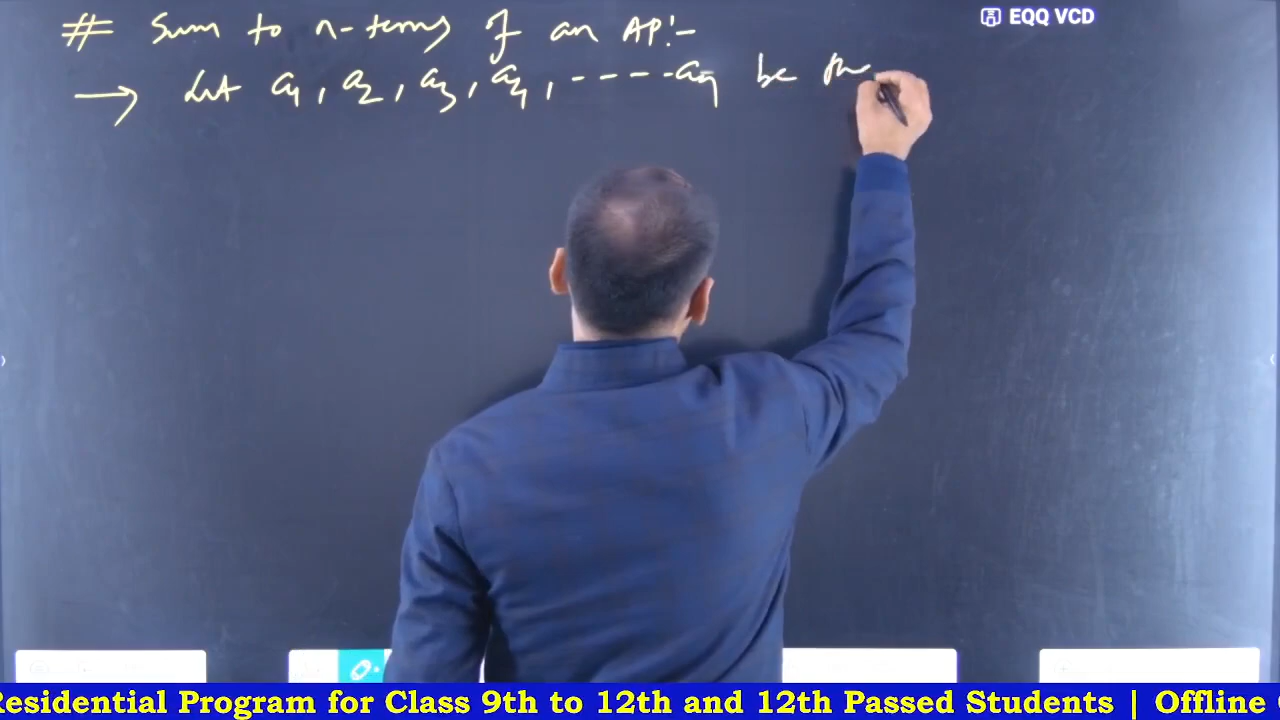 # Sum to n-terms of an AP:-
EQQ VCD
→ Let a₁, a₂, a₃, a₄, ----aₙ be the
Residential Program for Class 9th to 12th and 12th Passed Students | Offline